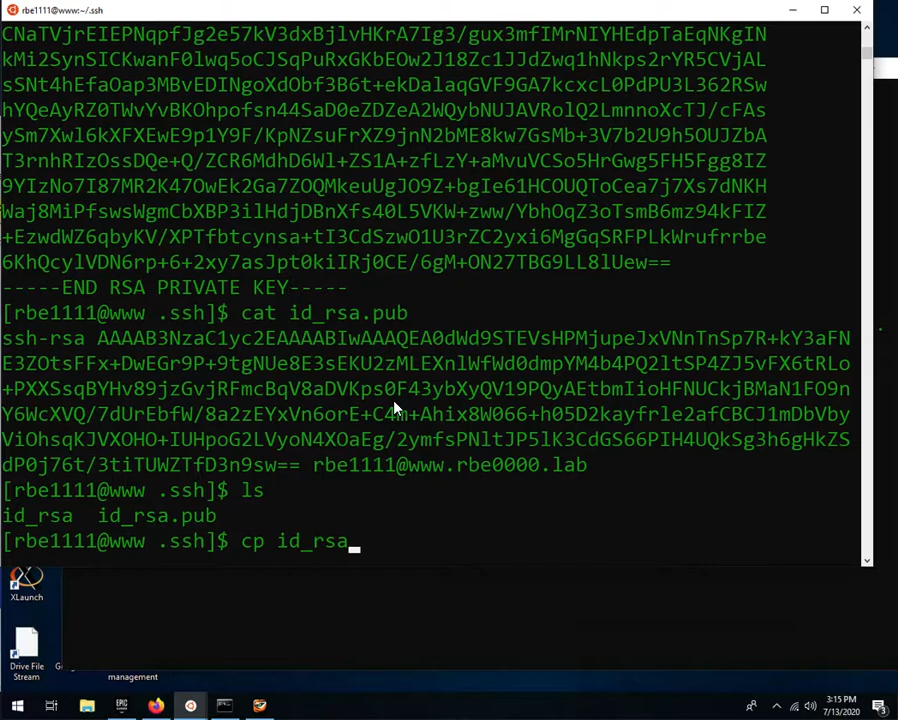 rbe1111@www:~/.ssh
CNaTVjrEIEPNqpfJg2e57kV3dxBjlvHKrA7Ig3/gux3mfIMrNIYHEdpTaEqNKgIN
kMi2SynSICKwanF0lwq5oCJSqPuRxGKbEOw2J18Zc1JJdZwq1hNkps2rYR5CVjAL
sSNt4hEfaOap3MBvEDINgoXdObf3B6t+ekDalaqGVF9GA7kcxcL0PdPU3L362RSw
hYQeAyRZ0TWvYvBKOhpofsn44SaD0eZDZeA2WQybNUJAVRolQ2LmnnoXcTJ/cFAs
ySm7Xwl6kXFXEwE9p1Y9F/KpNZsuFrXZ9jnN2bME8kw7GsMb+3V7b2U9h5OUJZbA
T3rnhRIzOssDQe+Q/ZCR6MdhD6Wl+ZS1A+zfLzY+aMvuVCSo5HrGwg5FH5Fgg8IZ
9YIzNo7I87MR2K47OwEk2Ga7ZOQMkeuUgJO9Z+bgIe61HCOUQToCea7j7Xs7dNKH
Waj8MiPfswsWgmCbXBP3ilHdjDBnXfs40L5VKW+zww/YbhOqZ3oTsmB6mz94kFIZ
+EzwdWZ6qbyKV/XPTfbtcynsa+tI3CdSzwO1U3rZC2yxi6MgGqSRFPLkWrufrrbe
6KhQcylVDN6rp+6+2xy7asJpt0kiIRj0CE/6gM+ON27TBG9LL8lUew==
-----END RSA PRIVATE KEY-----
[rbe1111@www .ssh]$ cat id_rsa.pub
ssh-rsa AAAAB3NzaC1yc2EAAAABIwAAAQEA0dWd9STEVsHPMjupeJxVNnTnSp7R+kY3aFN
E3ZOtsFFx+DwEGr9P+9tgNUe8E3sEKU2zMLEXnlWfWd0dmpYM4b4PQ2ltSP4ZJ5vFX6tRLo
+PXXSsqBYHv89jzGvjRFmcBqV8aDVKps0F43ybXyQV19PQyAEtbmIioHFNUCkjBMaN1FO9n
Y6WcXVQ/7dUrEbfW/8a2zEYxVn6orE+C4m+Ahix8W066+h05D2kayfrle2afCBCJ1mDbVby
ViOhsqKJVXOHO+IUHpoG2LVyoN4XOaEg/2ymfsPNltJP5lK3CdGS66PIH4UQkSg3h6gHkZS
dP0j76t/3tiTUWZTfD3n9sw== rbe1111@www.rbe0000.lab
[rbe1111@www .ssh]$ ls
id_rsa  id_rsa.pub
[rbe1111@www .ssh]$ cp id_rsa
XLaunch
Drive File
Stream
management
3:15 PM
7/13/2020
3